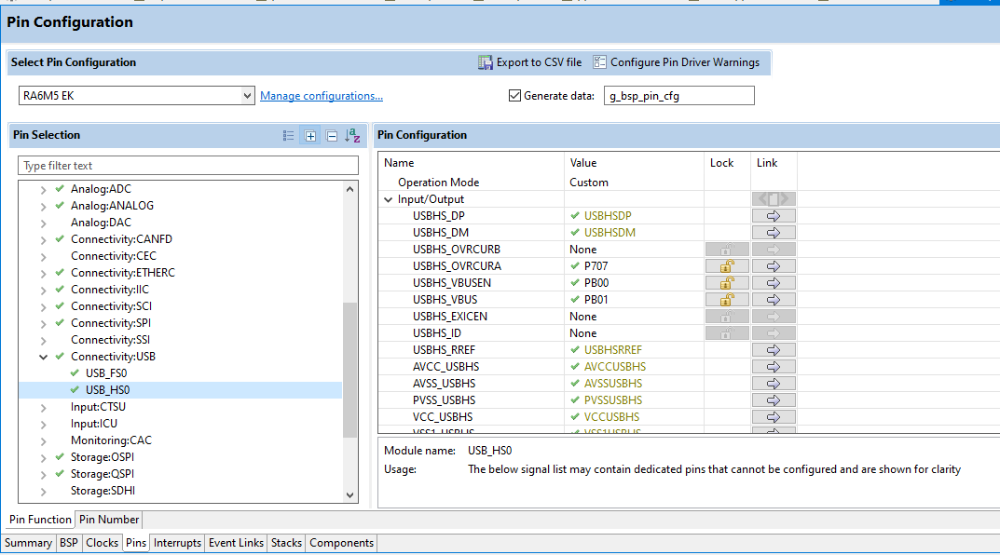 Pin Configuration
Select Pin Configuration
Export to CSV file
Configure Pin Driver Warnings
RA6M5 EK
Manage configurations...
Generate data:
g_bsp_pin_cfg
Pin Selection
Type filter text
Analog:ADC
Analog:ANALOG
Analog:DAC
Connectivity:CANFD
Connectivity:CEC
Connectivity:ETHERC
Connectivity:IIC
Connectivity:SCI
Connectivity:SPI
Connectivity:SSI
Connectivity:USB
USB_FS0
USB_HS0
Input:CTSU
Input:ICU
Monitoring:CAC
Storage:OSPI
Storage:QSPI
Storage:SDHI
Pin Configuration
Name Value Lock Link
Operation Mode Custom
Input/Output
USBHS_DP USBHSDP
USBHS_DM USBHSDM
USBHS_OVRCURB None
USBHS_OVRCURA P707
USBHS_VBUSEN PB00
USBHS_VBUS PB01
USBHS_EXICEN None
USBHS_ID None
USBHS_RREF USBHSRREF
AVCC_USBHS AVCCUSBHS
AVSS_USBHS AVSSUSBHS
PVSS_USBHS PVSSUSBHS
VCC_USBHS VCCUSBHS
VSS1_USBHS VSS1USBHS
Module name: USB_HS0
Usage: The below signal list may contain dedicated pins that cannot be configured and are shown for clarity
Pin Function Pin Number
Summary BSP Clocks Pins Interrupts Event Links Stacks Components